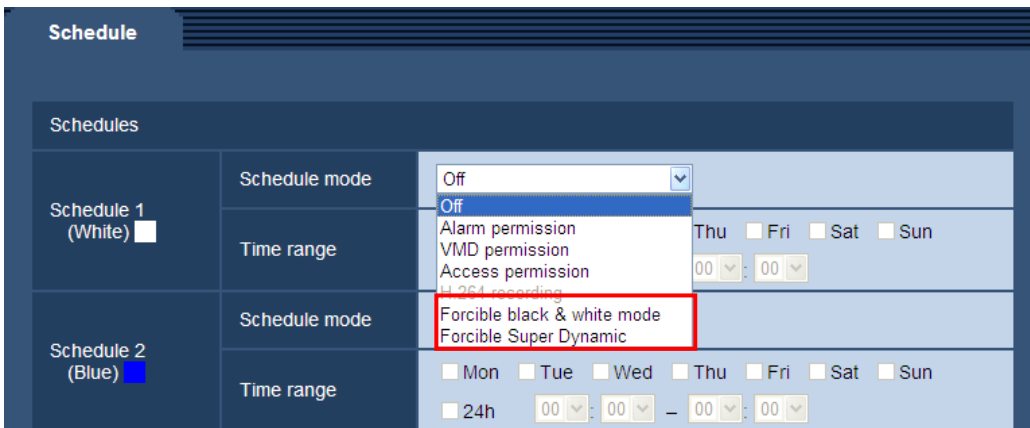 Schedule
Schedules
Schedule 1
(White)
Schedule mode
Off
Off
Alarm permission
VMD permission
Access permission
H.264 recording
Forcible black & white mode
Forcible Super Dynamic
Time range
Thu Fri Sat Sun
00 : 00
Schedule 2
(Blue)
Schedule mode
Time range
Mon Tue Wed Thu Fri Sat Sun
24h 00 : 00 – 00 : 00